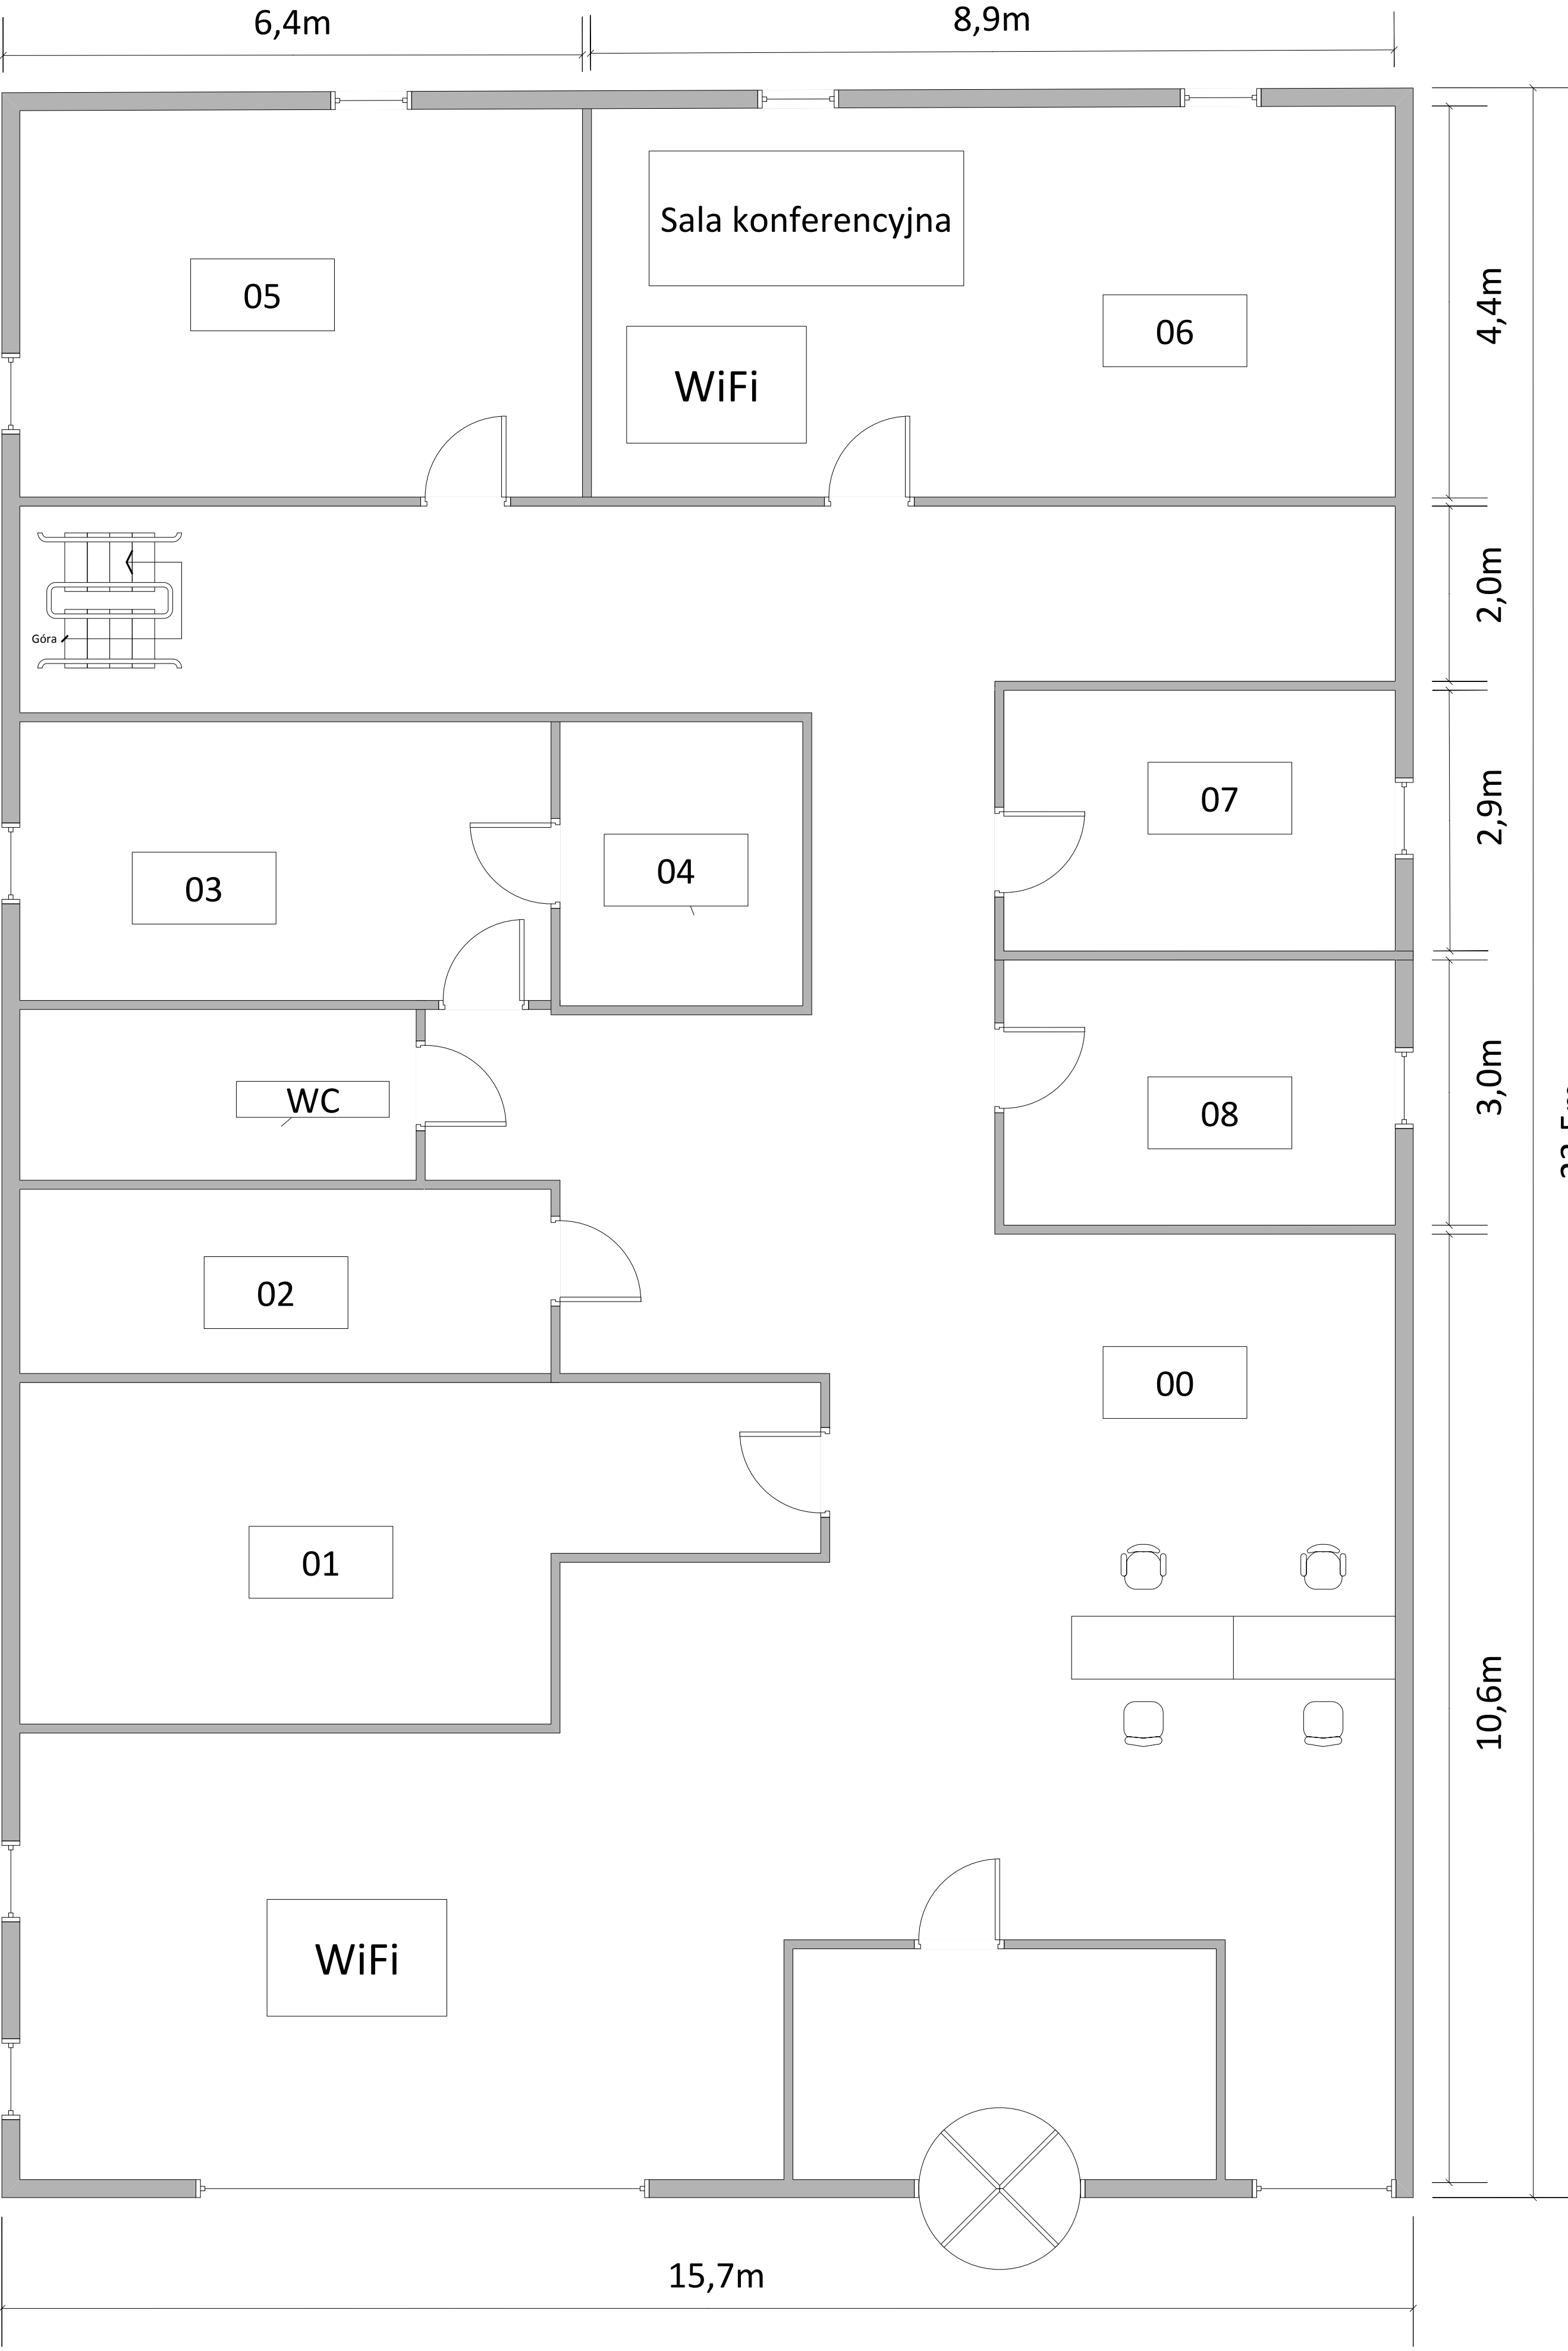 6,4m
8,9m
Sala konferencyjna
05
06
4,4m
WiFi
2,0m
Góra
07
2,9m
04
03
WC
08
3,0m
02
00
01
10,6m
WiFi
15,7m